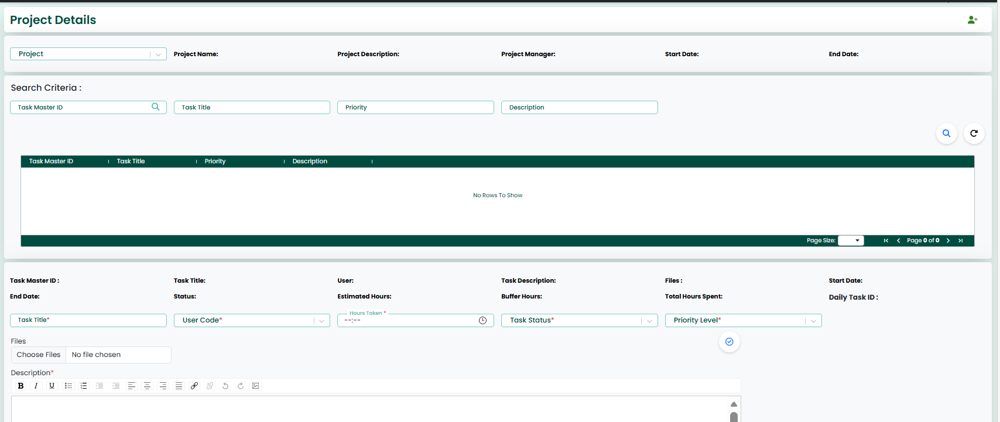 Project Details
Project
Project Name:
Project Description:
Project Manager:
Start Date:
End Date:
Search Criteria :
Task Master ID
Task Title
Priority
Description
Task Master ID
Task Title
Priority
Description
No Rows To Show
Page Size:
Page 0 of 0
Task Master ID :
Task Title:
User:
Task Description:
Files :
Start Date:
End Date:
Status:
Estimated Hours:
Buffer Hours:
Total Hours Spent:
Daily Task ID :
Task Title*
User Code*
Hours Taken *
--:--
Task Status*
Priority Level*
Files
Choose Files
No file chosen
Description*
B I U